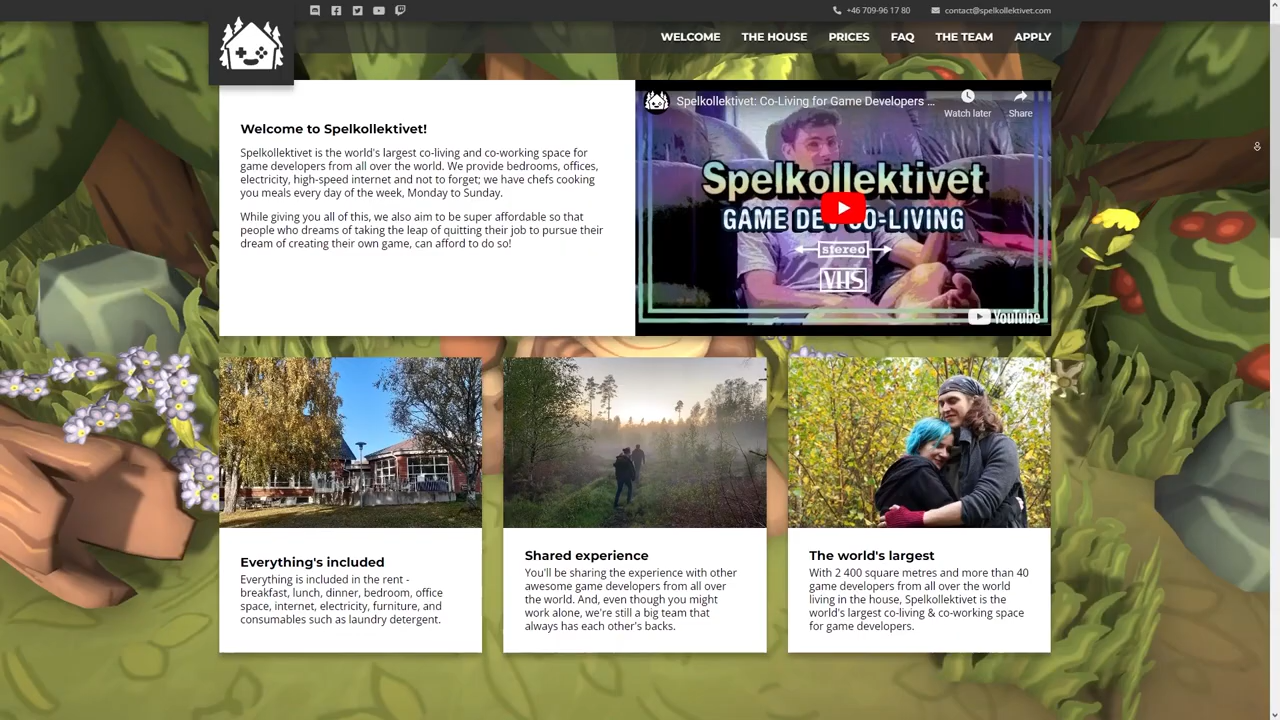 +46 709-96 17 80
contact@spelkollektivet.com
WELCOME
THE HOUSE
PRICES
FAQ
THE TEAM
APPLY
Welcome to Spelkollektivet!
Spelkollektivet is the world's largest co-living and co-working space for
game developers from all over the world. We provide bedrooms, offices,
electricity, high-speed internet and not to forget; we have chefs cooking
you meals every day of the week, Monday to Sunday.
While giving you all of this, we also aim to be super affordable so that
people who dreams of taking the leap of quitting their job to pursue their
dream of creating their own game, can afford to do so!
Spelkollektivet: Co-Living for Game Developers ...
Watch later
Share
Spelkollektivet
GAME DEV CO-LIVING
stereo
VHS
YouTube
Everything's included
Everything is included in the rent -
breakfast, lunch, dinner, bedroom, office
space, internet, electricity, furniture, and
consumables such as laundry detergent.
Shared experience
You'll be sharing the experience with other
awesome game developers from all over
the world. And, even though you might
work alone, we're still a big team that
always has each other's backs.
The world's largest
With 2 400 square metres and more than 40
game developers from all over the world
living in the house, Spelkollektivet is the
world's largest co-living & co-working space
for game developers.